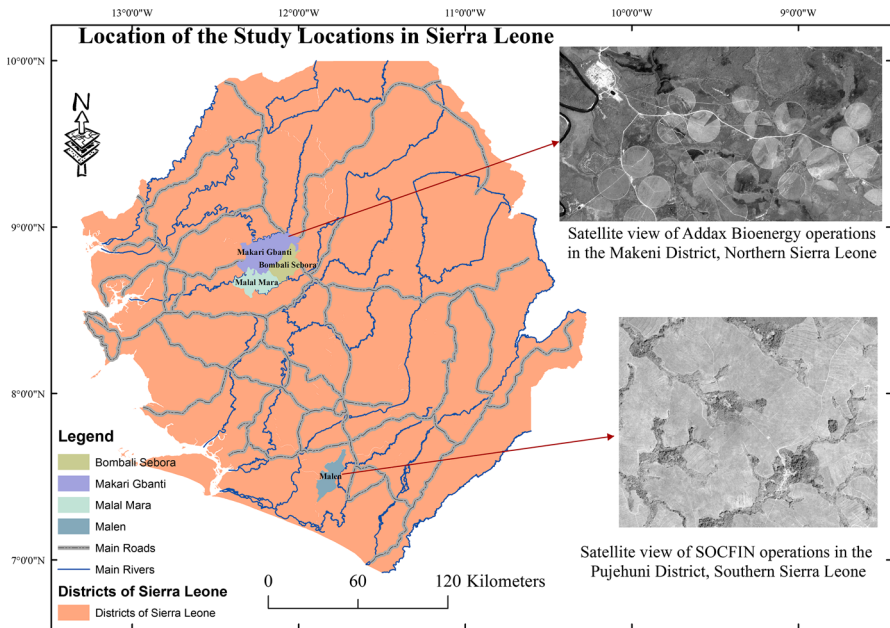 13°0'0"W 12°0'0"W 11°0'0"W 10°0'0"W 9°0'0"W
Location of the Study Locations in Sierra Leone
10°0'0"N
N
9°0'0"N
8°0'0"N
7°0'0"N
Makari Gbanti
Bombali Sebora
Malal Mara
Malen
Satellite view of Addax Bioenergy operations
in the Makeni District, Northern Sierra Leone
Satellite view of SOCFIN operations in the
Pujehuni District, Southern Sierra Leone
Legend
Bombali Sebora
Makari Gbanti
Malal Mara
Malen
Main Roads
Main Rivers
Districts of Sierra Leone
Districts of Sierra Leone
0 60 120 Kilometers